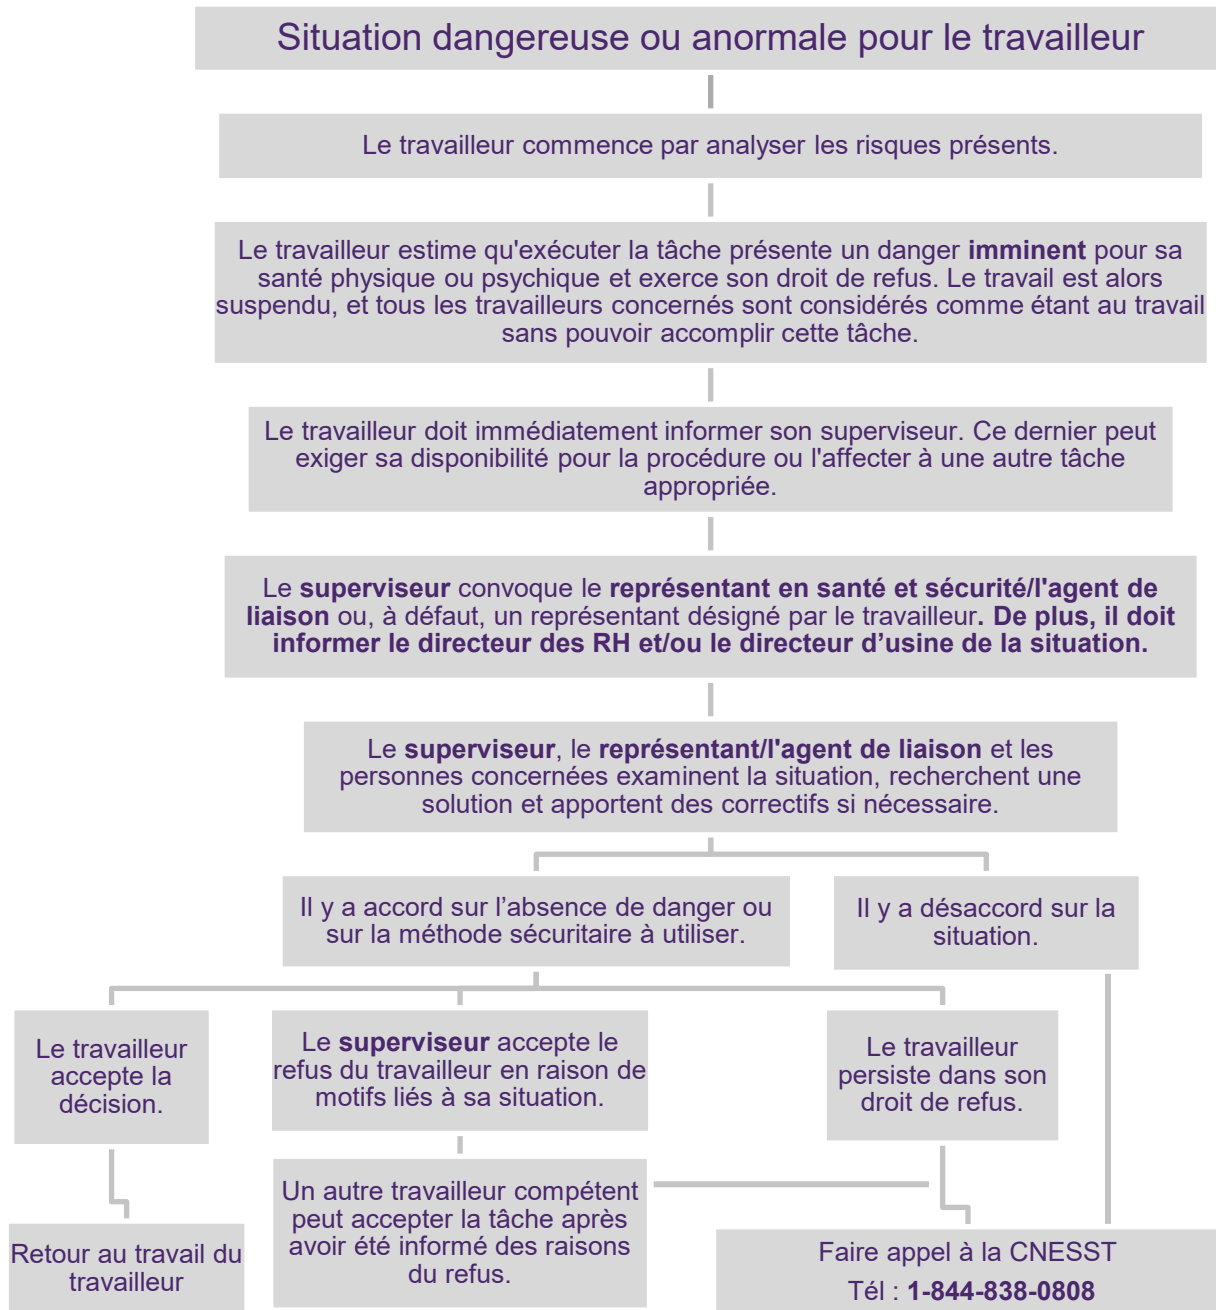 Situation dangereuse ou anormale pour le travailleur
Le travailleur commence par analyser les risques présents.
Le travailleur estime qu'exécuter la tâche présente un danger imminent pour sa
santé physique ou psychique et exerce son droit de refus. Le travail est alors
suspendu, et tous les travailleurs concernés sont considérés comme étant au travail
sans pouvoir accomplir cette tâche.
Le travailleur doit immédiatement informer son superviseur. Ce dernier peut
exiger sa disponibilité pour la procédure ou l'affecter à une autre tâche
appropriée.
Le superviseur convoque le représentant en santé et sécurité/l'agent de
liaison ou, à défaut, un représentant désigné par le travailleur. De plus, il doit
informer le directeur des RH et/ou le directeur d’usine de la situation.
Le superviseur, le représentant/l'agent de liaison et les
personnes concernées examinent la situation, recherchent une
solution et apportent des correctifs si nécessaire.
Il y a accord sur l’absence de danger ou
sur la méthode sécuritaire à utiliser.
Il y a désaccord sur la
situation.
Le travailleur
accepte la
décision.
Le superviseur accepte le
refus du travailleur en raison de
motifs liés à sa situation.
Le travailleur
persiste dans son
droit de refus.
Retour au travail du
travailleur
Un autre travailleur compétent
peut accepter la tâche après
avoir été informé des raisons
du refus.
Faire appel à la CNESST
Tél : 1-844-838-0808